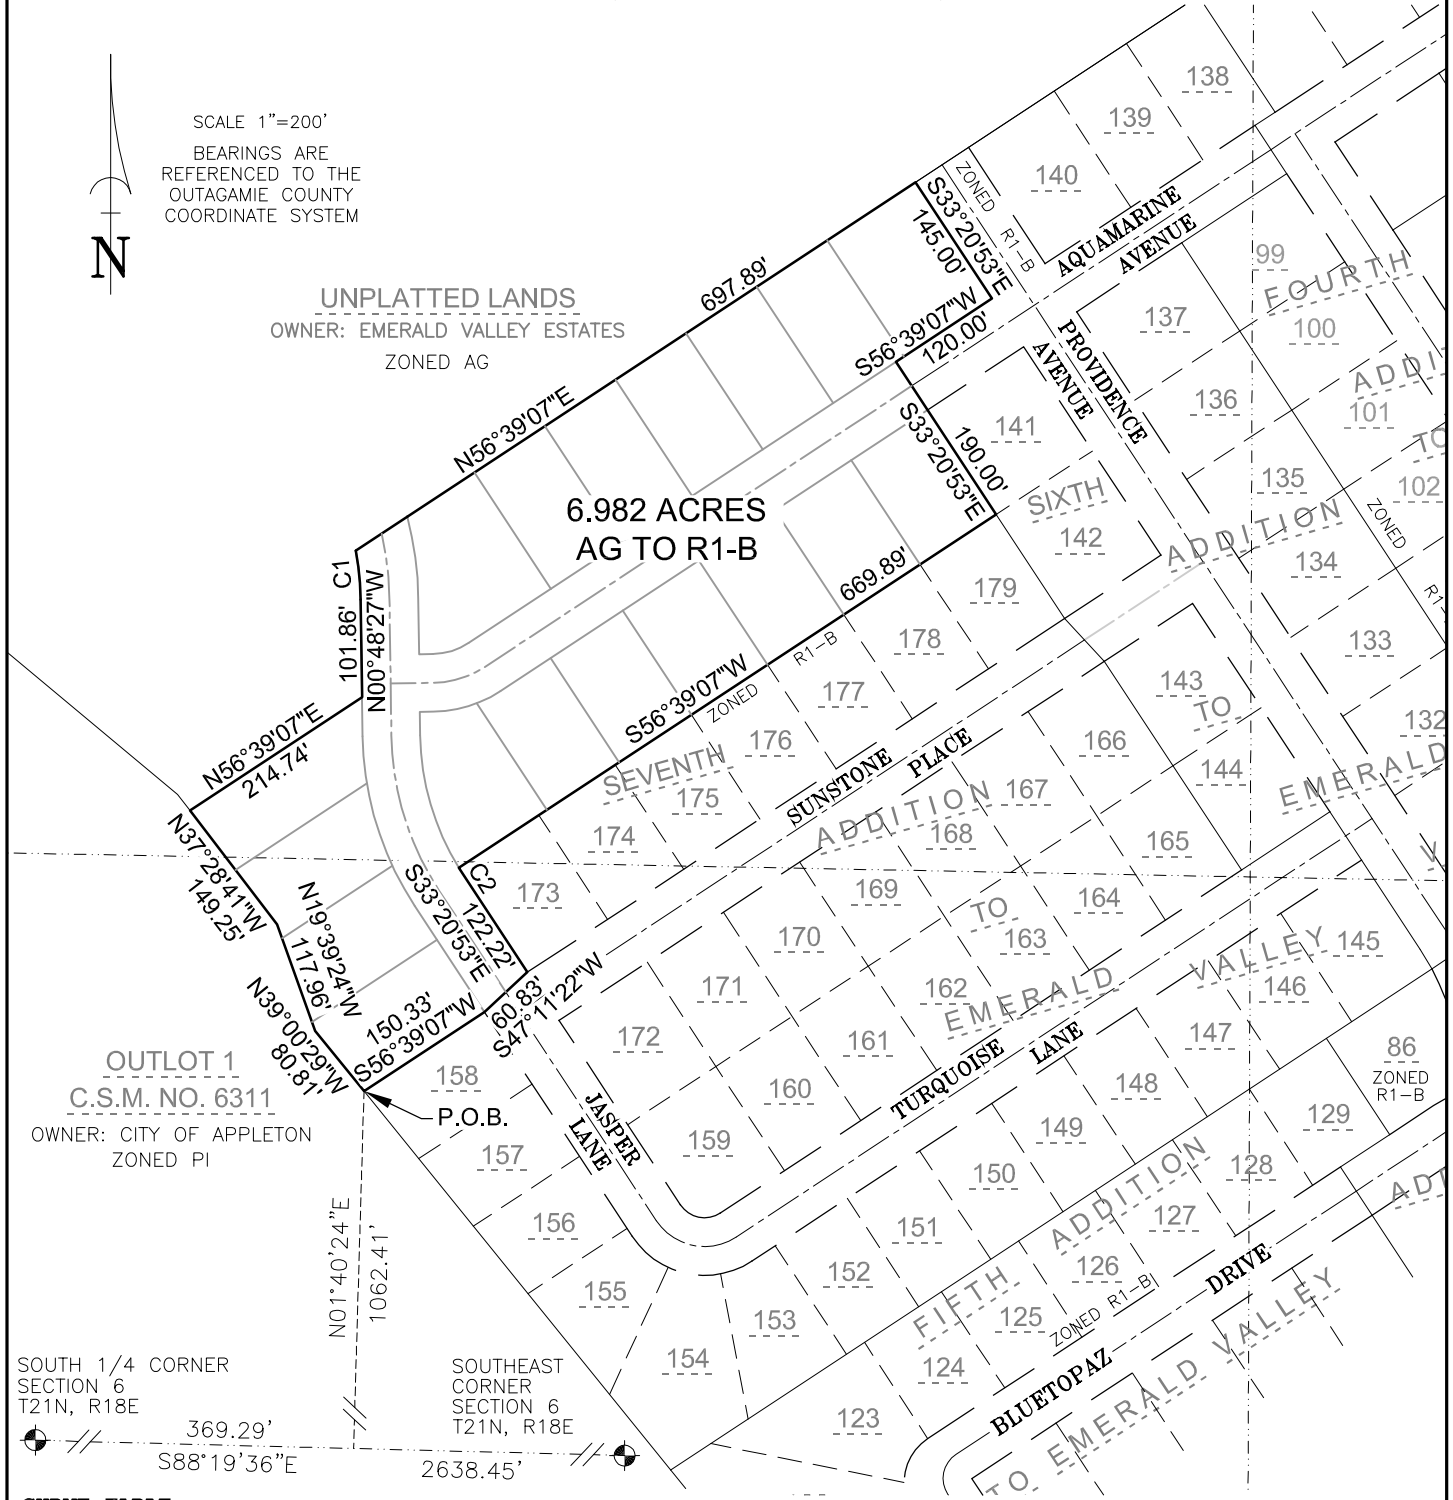 SCALE 1"=200'
BEARINGS ARE
REFERENCED TO THE
OUTAGAMIE COUNTY
COORDINATE SYSTEM
N
UNPLATTED LANDS
OWNER: EMERALD VALLEY ESTATES
ZONED AG
138
139
140
ZONED R1-B
AQUAMARINE
AVENUE
697.89'
N56°39'07"E
S33°20'53"E
145.00'
S56°39'07"W
120.00'
S33°20'53"E
190.00'
6.982 ACRES
AG TO R1-B
C1
101.86'
N00°48'27"W
N56°39'07"E
214.74'
N37°28'41"W
149.25'
N19°39'24"W
117.96'
N39°00'29"W
80.81'
150.33'
S56°39'07"W
60.83'
S47°11'22"W
S33°20'53"E
122.22'
C2
S56°39'07"W
669.89'
ZONED R1-B
P.O.B.
PROVIDENCE
AVENUE
99
FOURTH
100
137
ADDI
136
101
TO
102
135
ZONED
R1-
141
SIXTH
142
ADDITION
134
133
179
178
177
176
SEVENTH
175
174
173
SUNSTONE PLACE
143
TO
144
132
EMERALD
V
166
167
ADDITION
168
165
169
164
TO
163
170
171
162
EMERALD
VALLEY
145
146
172
161
147
TURQUOISE LANE
160
148
86
ZONED
R1-B
158
JASPER
LANE
159
149
129
157
150
ADDITION
128
ADD
156
151
127
152
126
DRIVE
155
FIFTH
125
ZONED R1-B
VALLEY
153
154
124
BLUETOPAZ
123
EMERALD
TO
OUTLOT 1
C.S.M. NO. 6311
OWNER: CITY OF APPLETON
ZONED PI
N01°40'24"E
1062.41'
SOUTH 1/4 CORNER
SECTION 6
T21N, R18E
SOUTHEAST
CORNER
SECTION 6
T21N, R18E
369.29'
S88°19'36"E
2638.45'